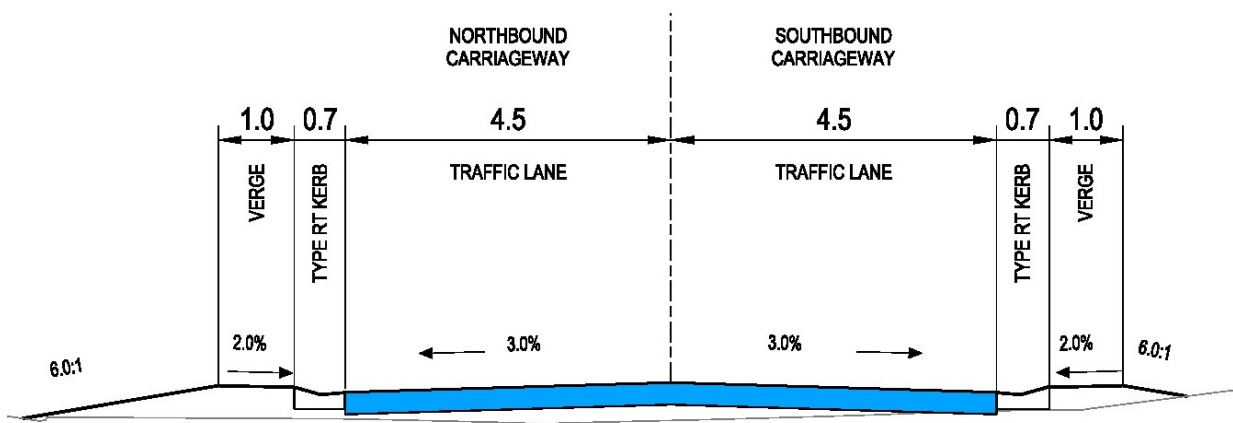 NORTHBOUND
CARRIAGEWAY
SOUTHBOUND
CARRIAGEWAY
1.0
0.7
4.5
4.5
0.7
1.0
VERGE
TYPE RT KERB
TRAFFIC LANE
TRAFFIC LANE
TYPE RT KERB
VERGE
6.0:1
2.0%
3.0%
3.0%
2.0%
6.0:1